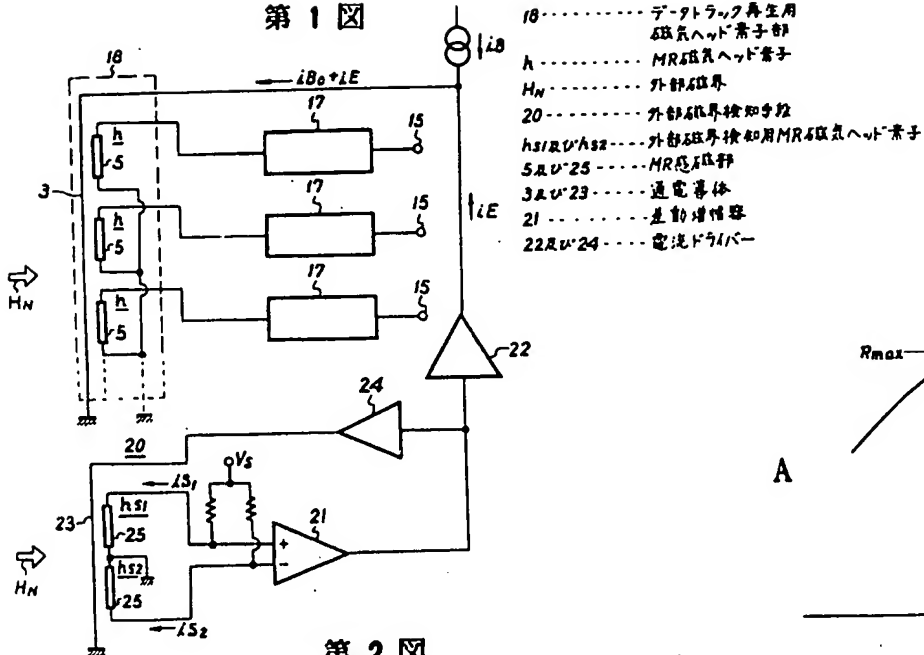 第1図
18‥‥‥データトラック再生用
磁気ヘッド素子部
h‥‥‥MR磁気ヘッド素子
HN‥‥‥外部磁界
20‥‥‥外部磁界検知手段
hs1及びhs2‥‥外部磁界検知用MR磁気ヘッド素子
5及び25‥‥‥MR感磁部
3及び23‥‥‥通電導体
21‥‥‥差動増幅器
22及び24‥‥‥電流ドライバー
iB
iB0+iE
18
17
15
h
5
3
iE
17
15
h
5
HN
17
15
h
5
22
Rmax
24
20
VS
A
iS1
hs1
21
23
25
+
hs2
-
HN
25
iS2
第2図